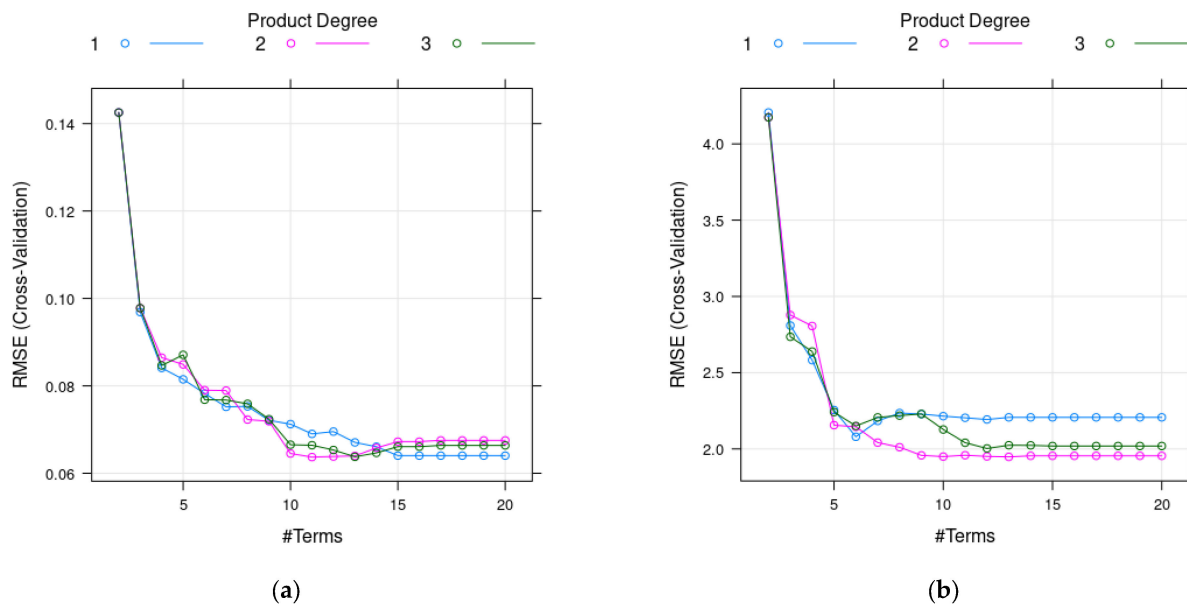 Product Degree
1 2 3
0.14
0.12
0.10
0.08
0.06
RMSE (Cross-Validation)
5 10 15 20
#Terms
(a)
Product Degree
1 2 3
4.0
3.5
3.0
2.5
2.0
RMSE (Cross-Validation)
5 10 15 20
#Terms
(b)